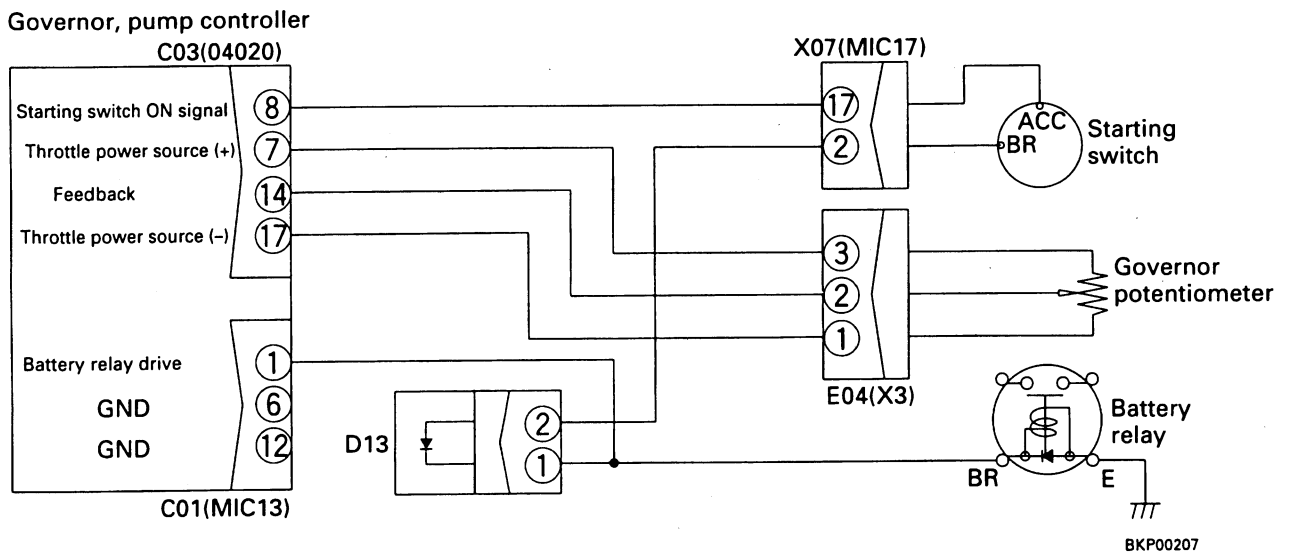 Governor, pump controller
C03(04020)
X07(MIC17)
Starting switch ON signal
8
17
ACC
Starting
switch
Throttle power source (+)
7
2
BR
Feedback
14
Throttle power source (−)
17
3
2
1
Governor
potentiometer
E04(X3)
Battery relay drive
1
GND
6
GND
12
C01(MIC13)
D13
2
1
Battery
relay
BR
E
BKP00207